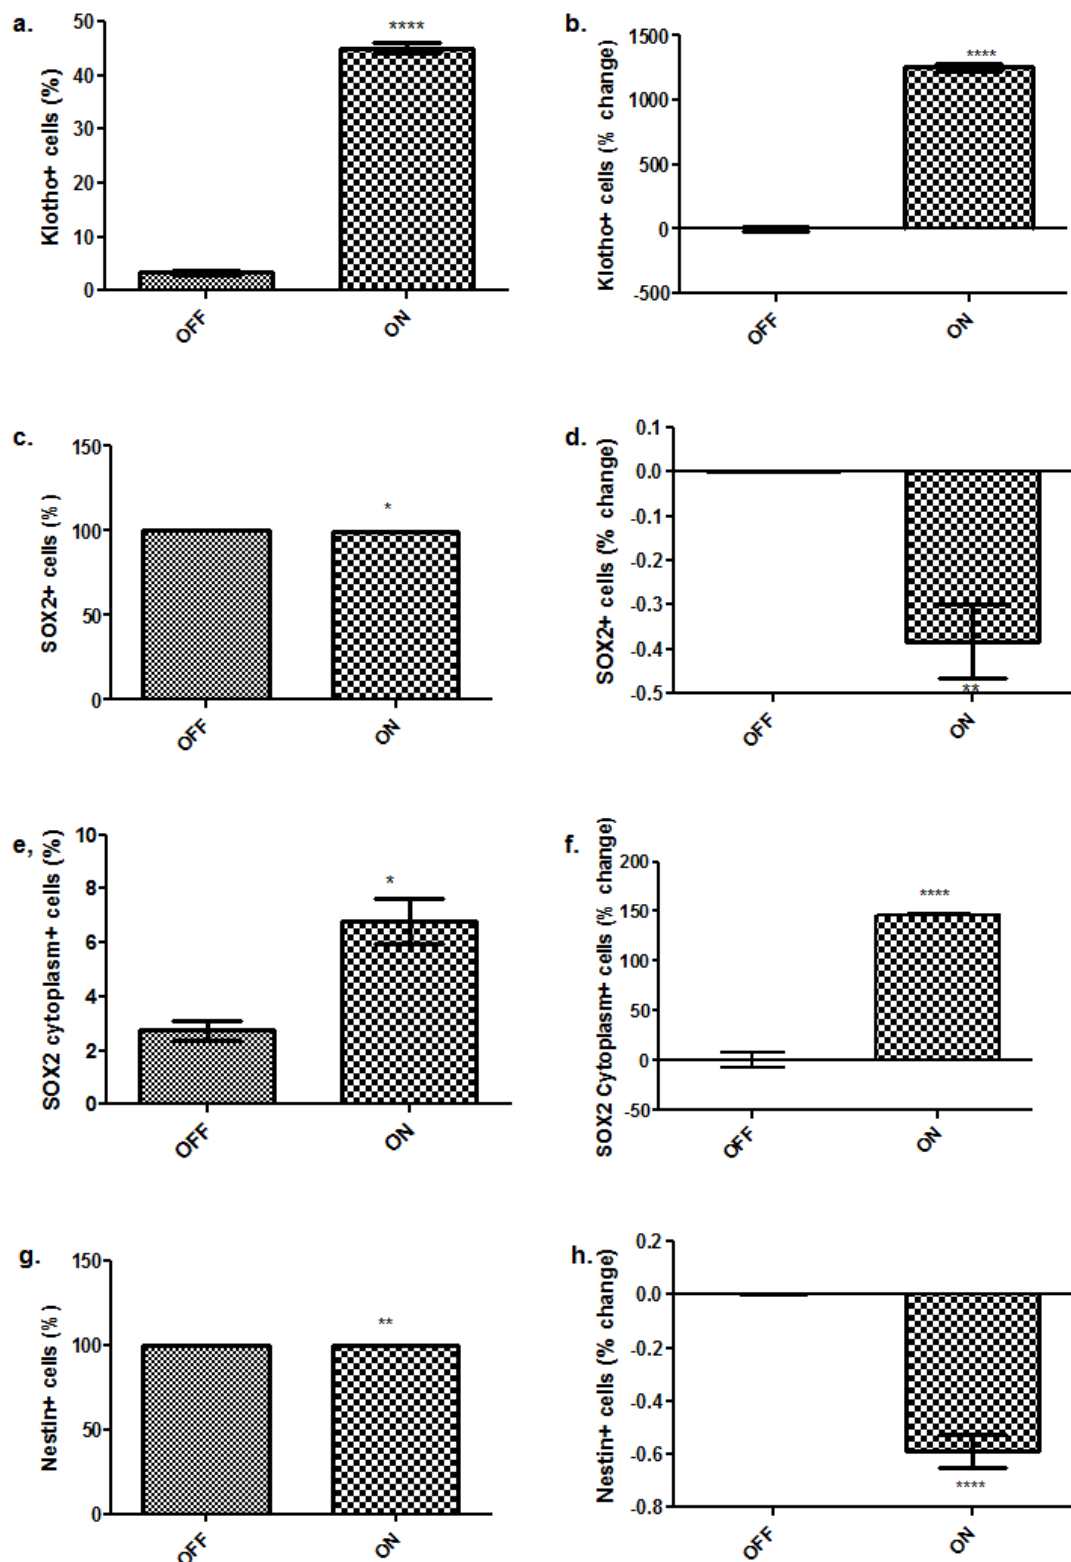 a.
Klotho+ cells (%)
50
40
30
20
10
0
****
OFF
ON
b.
Klotho+ cells (% change)
1500
1000
500
0
-500
****
OFF
ON
c.
SOX2+ cells (%)
150
100
50
0
*
OFF
ON
d.
SOX2+ cells (% change)
0.1
0.0
-0.1
-0.2
-0.3
-0.4
-0.5
**
OFF
ON
e,
SOX2 cytoplasm+ cells (%)
10
8
6
4
2
0
*
OFF
ON
f.
SOX2 Cytoplasm+ cells (% change)
200
150
100
50
0
-50
****
OFF
ON
g.
Nestin+ cells (%)
150
100
50
0
**
OFF
ON
h.
Nestin+ cells (% change)
0.2
0.0
-0.2
-0.4
-0.6
-0.8
****
OFF
ON